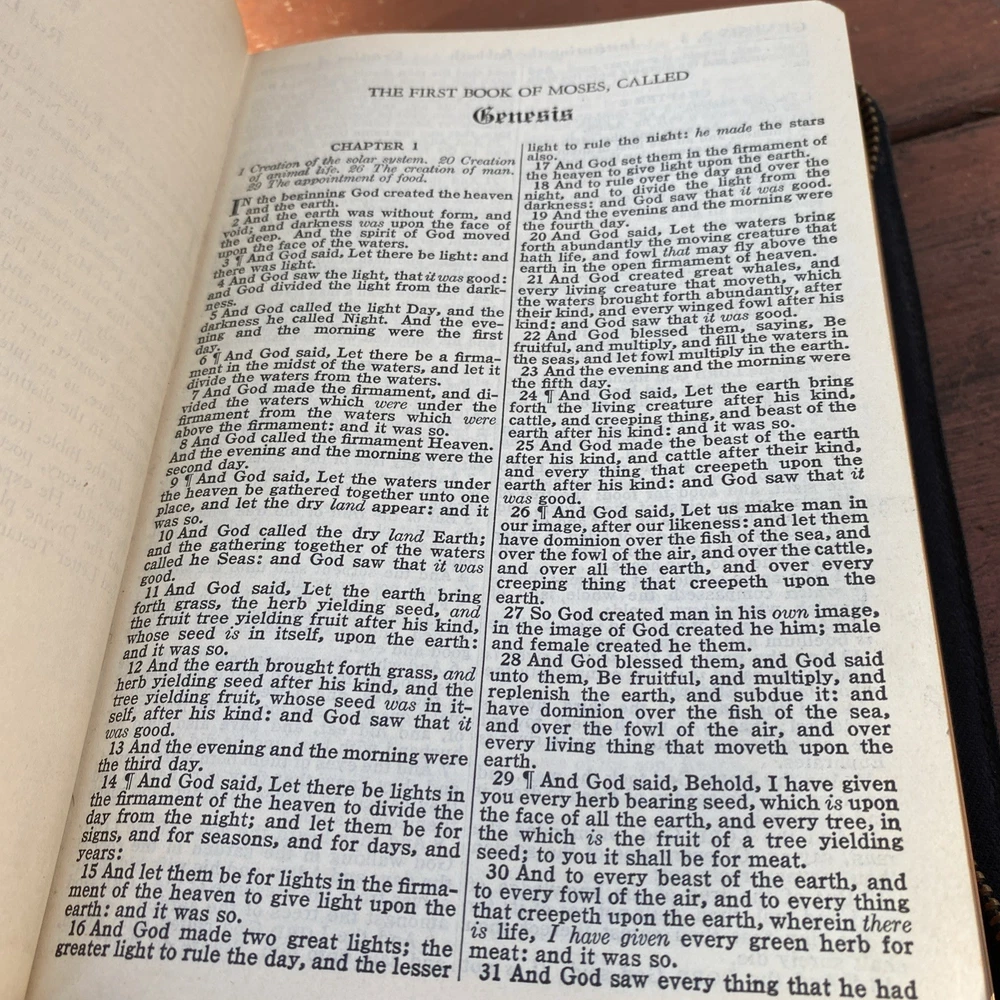 THE FIRST BOOK OF MOSES, CALLED
Genesis
CHAPTER 1
1 Creation of the solar system. 20 Creation
of animal life. 26 The creation of man.
29 The appointment of food.
IN the beginning God created the heaven
and the earth.
2 And the earth was without form, and
void; and darkness was upon the face of
the deep. And the spirit of God moved
upon the face of the waters.
3 ¶ And God said, Let there be light: and
there was light.
4 And God saw the light, that it was good:
and God divided the light from the dark-
ness.
5 And God called the light Day, and the
darkness he called Night. And the eve-
ning and the morning were the first
day.
6 ¶ And God said, Let there be a firma-
ment in the midst of the waters, and let it
divide the waters from the waters.
7 And God made the firmament, and di-
vided the waters which were under the
firmament from the waters which were
above the firmament: and it was so.
8 And God called the firmament Heaven.
And the evening and the morning were the
second day.
9 ¶ And God said, Let the waters under
the heaven be gathered together unto one
place, and let the dry land appear: and it
was so.
10 And God called the dry land Earth;
and the gathering together of the waters
called he Seas: and God saw that it was
good.
11 And God said, Let the earth bring
forth grass, the herb yielding seed, and
the fruit tree yielding fruit after his kind,
whose seed is in itself, upon the earth:
and it was so.
12 And the earth brought forth grass, and
herb yielding seed after his kind, and the
tree yielding fruit, whose seed was in it-
self, after his kind: and God saw that it
was good.
13 And the evening and the morning were
the third day.
14 ¶ And God said, Let there be lights in
the firmament of the heaven to divide the
day from the night; and let them be for
signs, and for seasons, and for days, and
years:
15 And let them be for lights in the firma-
ment of the heaven to give light upon the
earth: and it was so.
16 And God made two great lights; the
greater light to rule the day, and the lesser
light to rule the night: he made the stars
also.
17 And God set them in the firmament of
the heaven to give light upon the earth.
18 And to rule over the day and over the
night, and to divide the light from the
darkness: and God saw that it was good.
19 And the evening and the morning were
the fourth day.
20 And God said, Let the waters bring
forth abundantly the moving creature that
hath life, and fowl that may fly above the
earth in the open firmament of heaven.
21 And God created great whales, and
every living creature that moveth, which
the waters brought forth abundantly, after
their kind, and every winged fowl after his
kind: and God saw that it was good.
22 And God blessed them, saying, Be
fruitful, and multiply, and fill the waters in
the seas, and let fowl multiply in the earth.
23 And the evening and the morning were
the fifth day.
24 ¶ And God said, Let the earth bring
forth the living creature after his kind,
cattle, and creeping thing, and beast of the
earth after his kind: and it was so.
25 And God made the beast of the earth
after his kind, and cattle after their kind,
and every thing that creepeth upon the
earth after his kind: and God saw that it
was good.
26 ¶ And God said, Let us make man in
our image, after our likeness: and let them
have dominion over the fish of the sea, and
over the fowl of the air, and over the cattle,
and over all the earth, and over every
creeping thing that creepeth upon the
earth.
27 So God created man in his own image,
in the image of God created he him; male
and female created he them.
28 And God blessed them, and God said
unto them, Be fruitful, and multiply, and
replenish the earth, and subdue it: and
have dominion over the fish of the sea,
and over the fowl of the air, and over
every living thing that moveth upon the
earth.
29 ¶ And God said, Behold, I have given
you every herb bearing seed, which is upon
the face of all the earth, and every tree, in
the which is the fruit of a tree yielding
seed; to you it shall be for meat.
30 And to every beast of the earth, and
to every fowl of the air, and to every thing
that creepeth upon the earth, wherein there
is life, I have given every green herb for
meat: and it was so.
31 And God saw every thing that he had